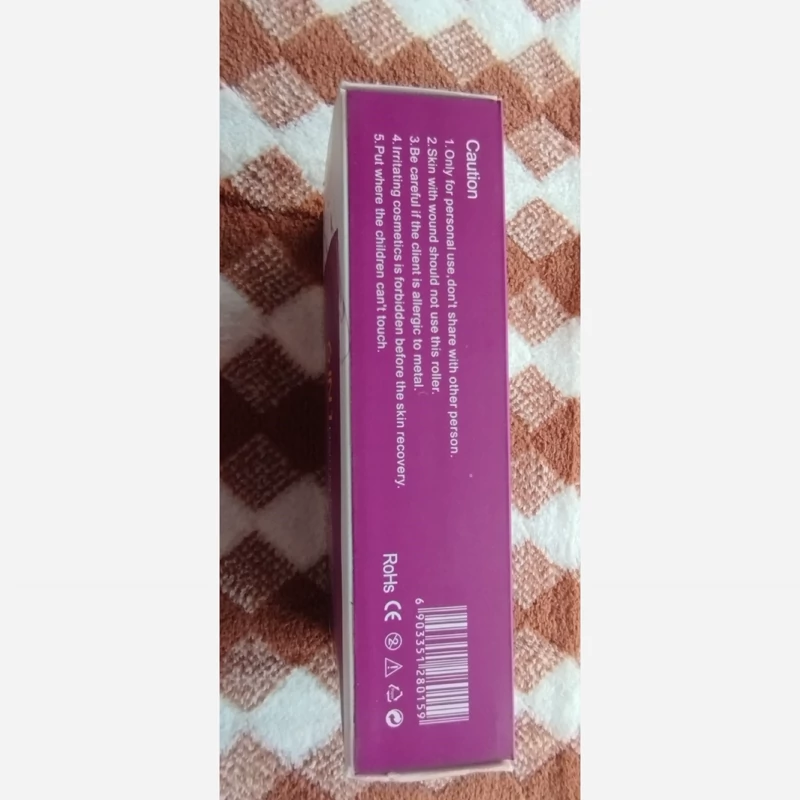 Caution
1.Only for personal use,don't share with other person.
2.Skin with wound should not use this roller.
3.Be careful if the client is allergic to metal.
4.Irritating cosmetics is forbidden before the skin recovery.
5.Put where the children can't touch.
RoHs CE
6 903351 280159